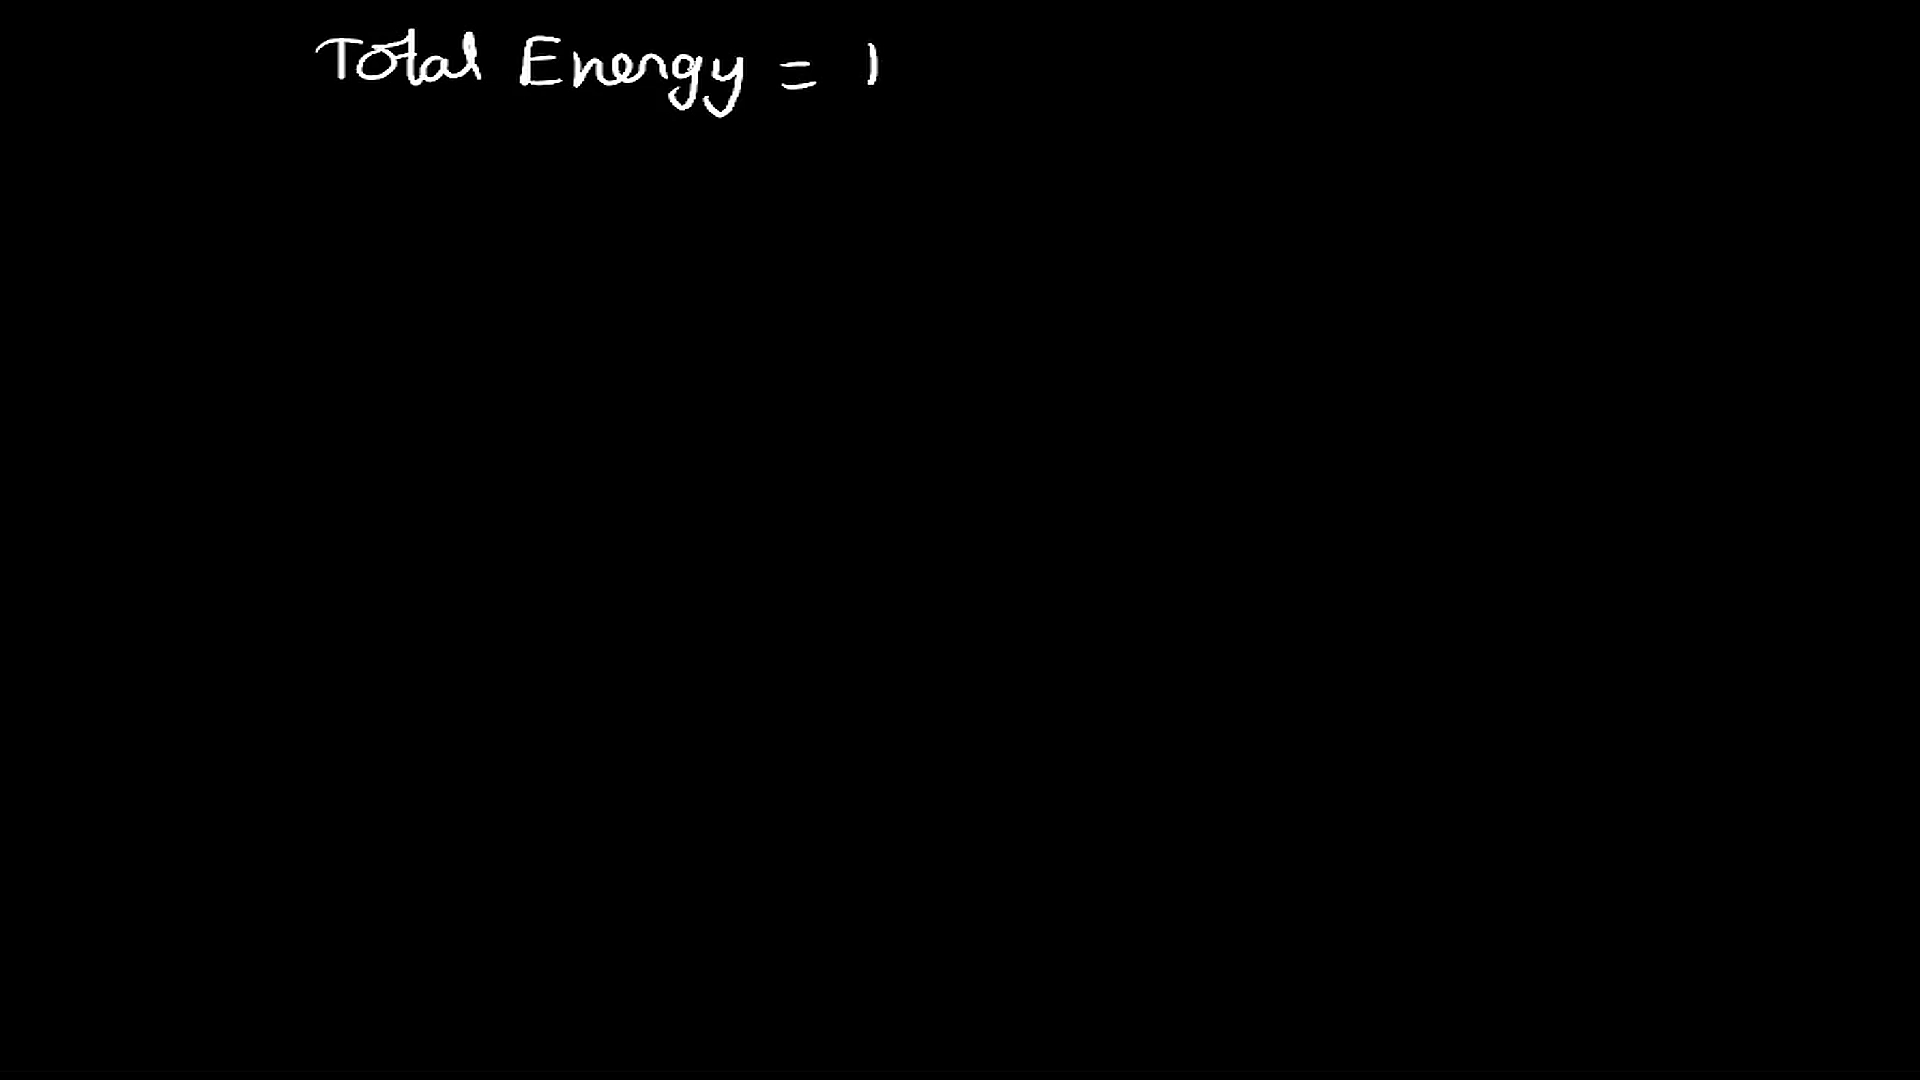 Total Energy = 1